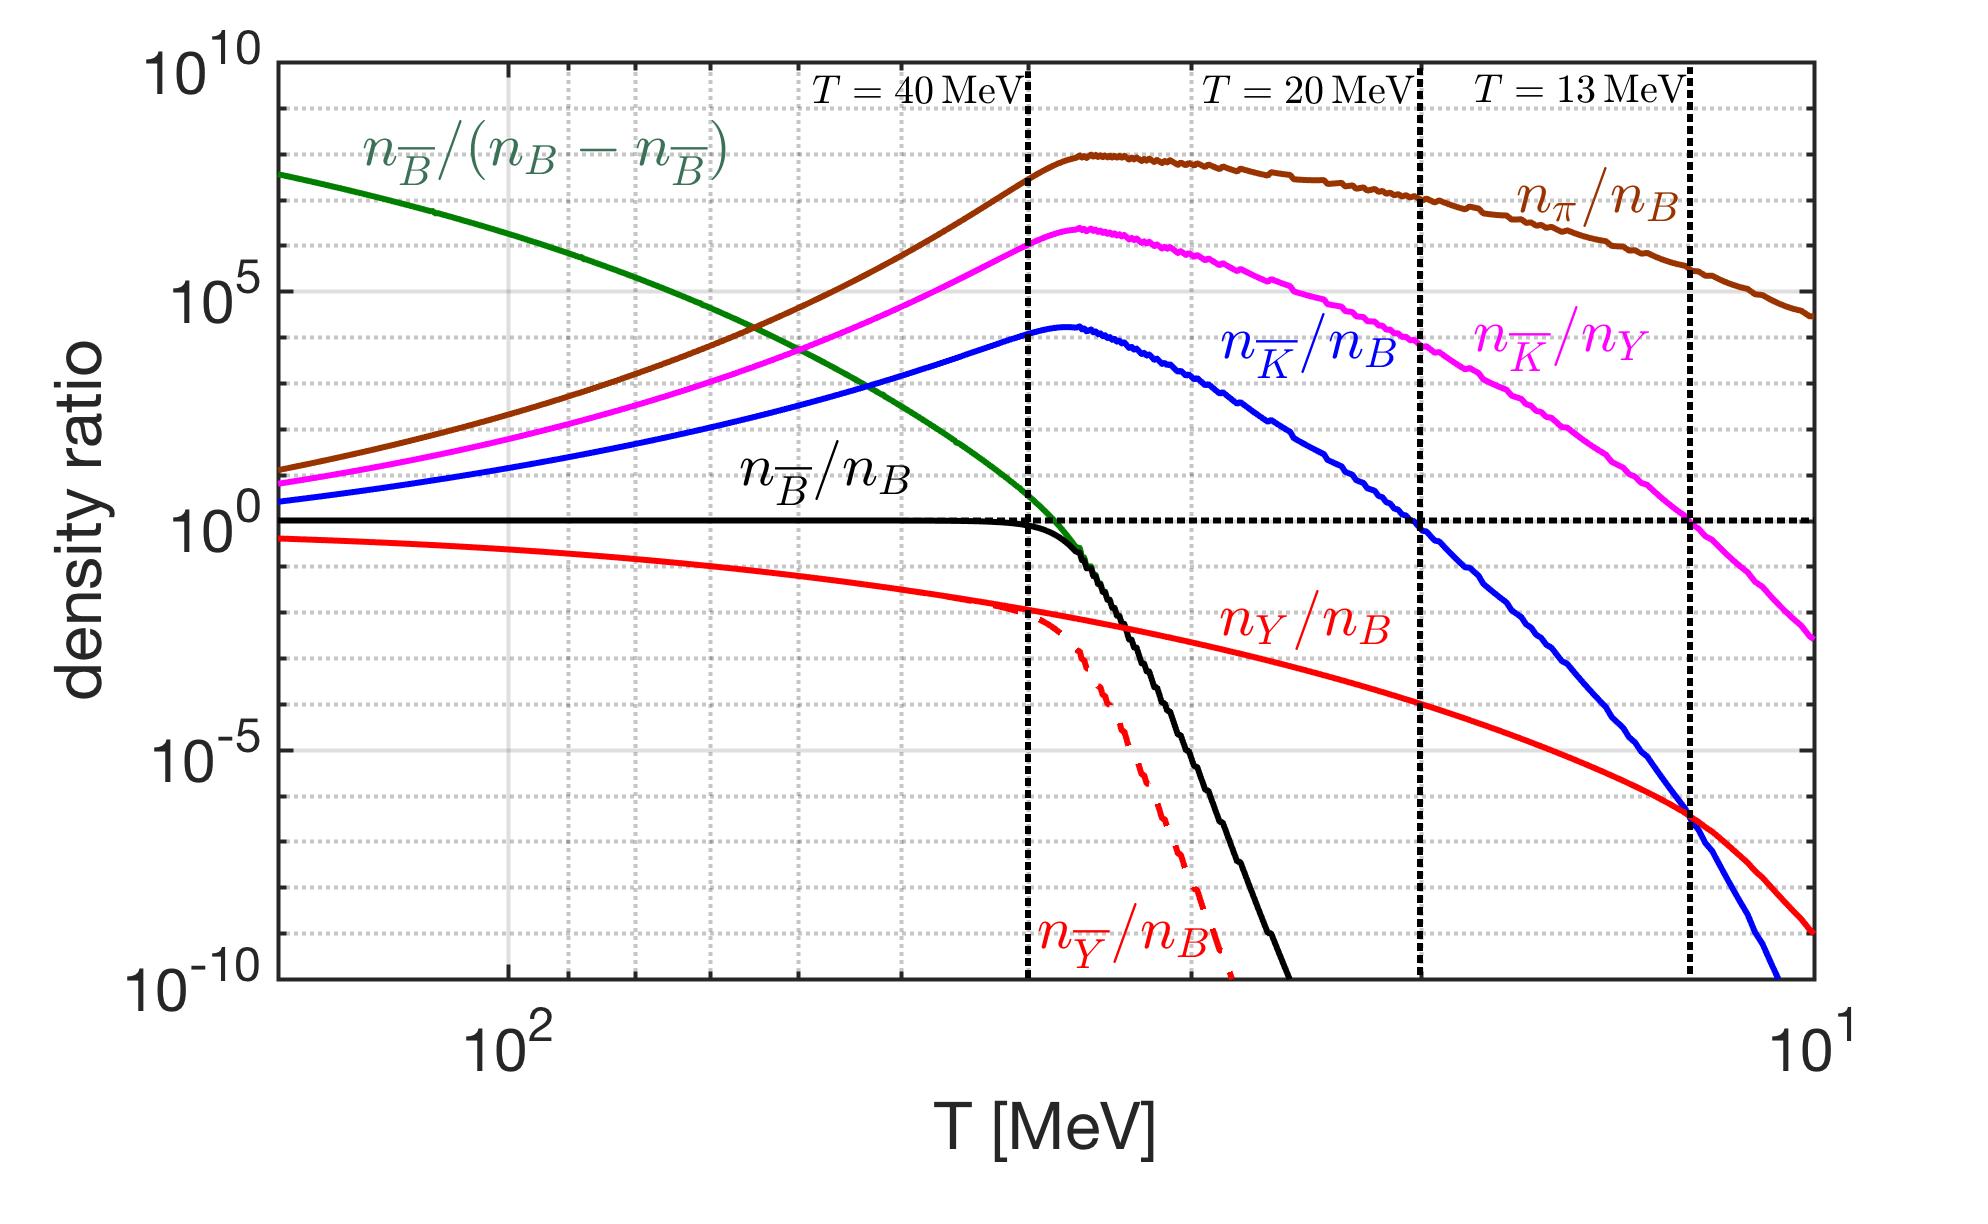 density ratio
10^10
10^5
10^0
10^-5
10^-10
T = 40 MeV
T = 20 MeV
T = 13 MeV
n_B̅/(n_B − n_B̅)
n_π/n_B
n_K̅/n_B
n_K̅/n_Y
n_B̅/n_B
n_Y/n_B
n_Y̅/n_B
10^2
10^1
T [MeV]